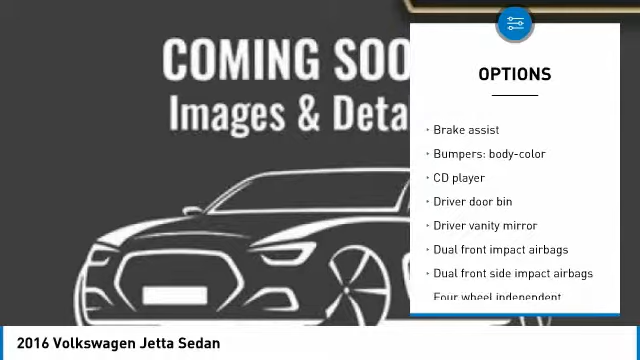 COMING SOO
Images & Deta
OPTIONS
Brake assist
Bumpers: body-color
CD player
Driver door bin
Driver vanity mirror
Dual front impact airbags
Dual front side impact airbags
Four wheel independent
2016 Volkswagen Jetta Sedan